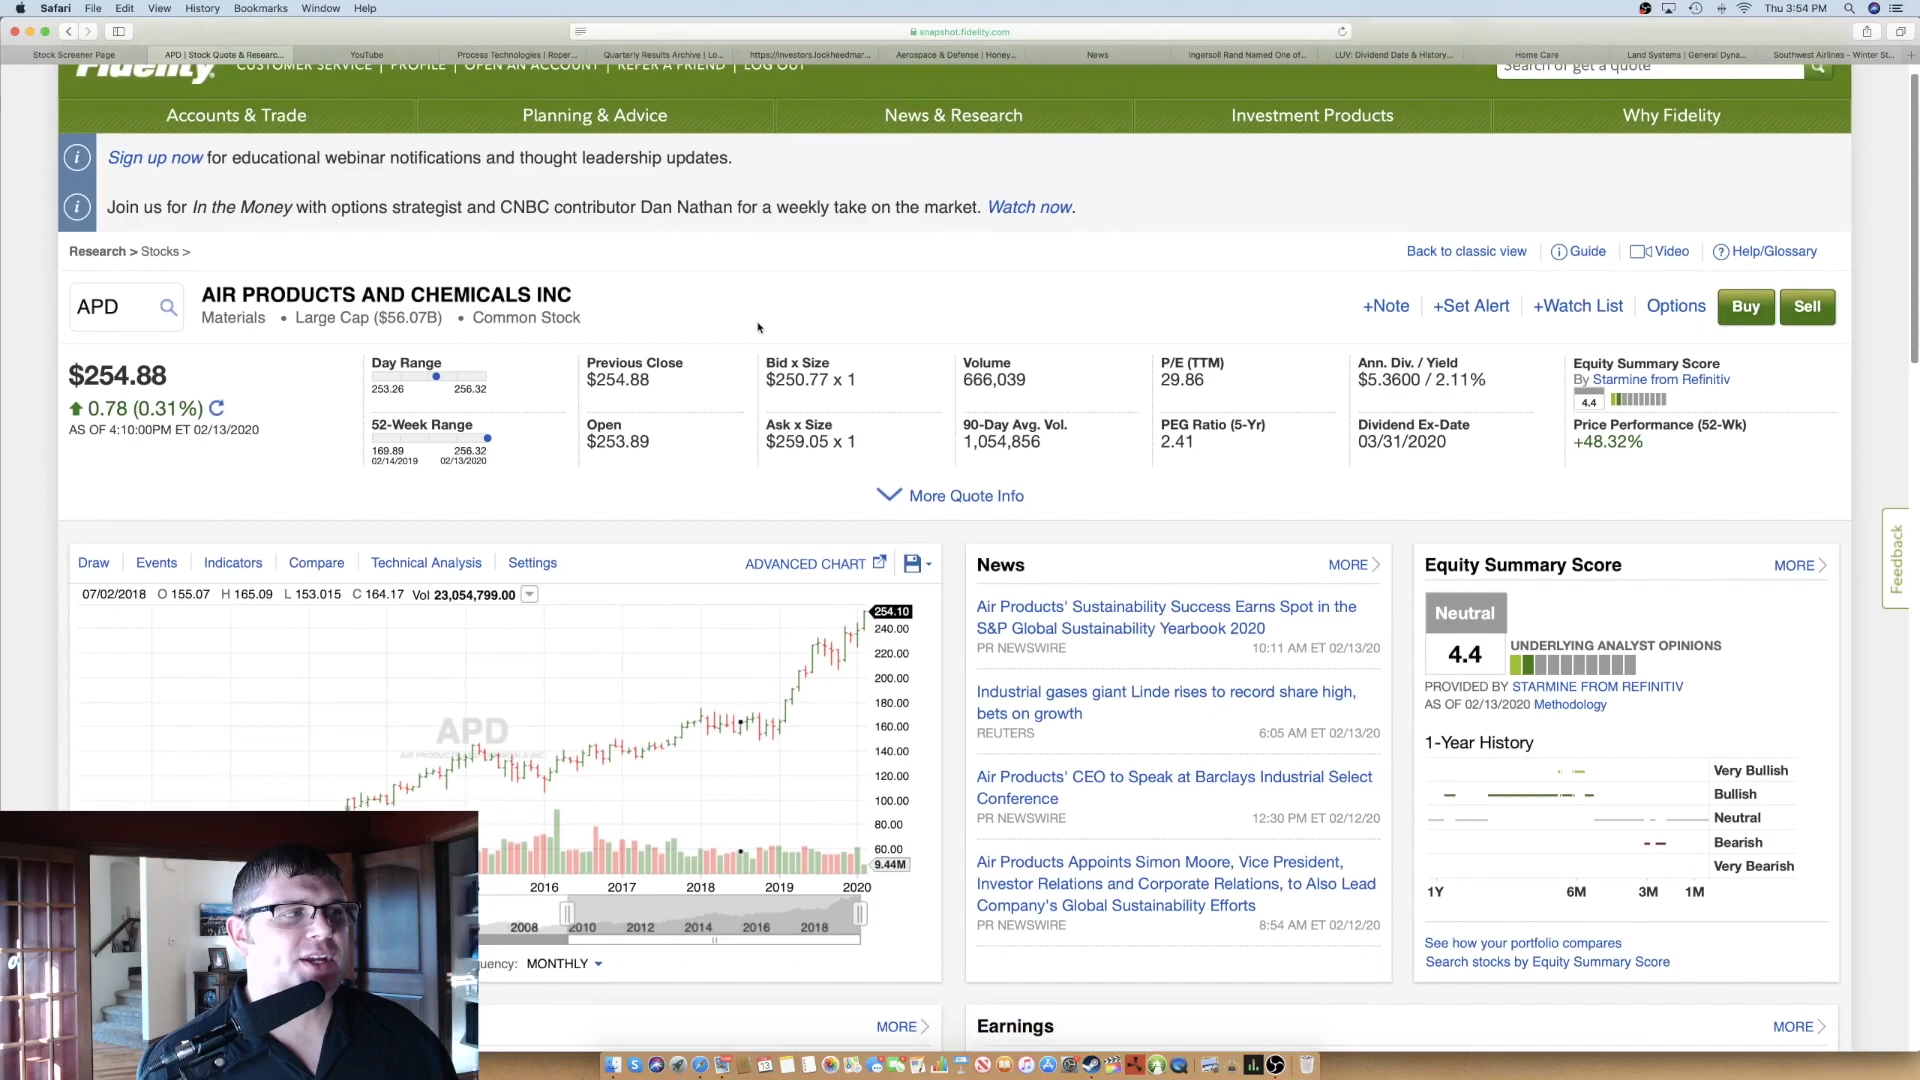 Safari File Edit View History Bookmarks Window Help Thu 3:54 PM
snapshot.fidelity.com
Stock Screener Page APD | Stock Quote & Researc... YouTube Process Technologies | Roper... Quarterly Results Archive | Lo... https://investors.lockheedmar... Aerospace & Defense | Honey... News Ingersoll Rand Named One of... LUV: Dividend Date & History... Home Care Land Systems | General Dyna... Southwest Airlines - Winter St...
Fidelity CUSTOMER SERVICE | PROFILE | OPEN AN ACCOUNT | REFER A FRIEND | LOG OUT
Search or get a quote
Accounts & Trade Planning & Advice News & Research Investment Products Why Fidelity
Sign up now for educational webinar notifications and thought leadership updates.
Join us for In the Money with options strategist and CNBC contributor Dan Nathan for a weekly take on the market. Watch now.
Research > Stocks >
Back to classic view Guide Video Help/Glossary
APD
AIR PRODUCTS AND CHEMICALS INC
Materials • Large Cap ($56.07B) • Common Stock
+Note +Set Alert +Watch List Options Buy Sell
$254.88
0.78 (0.31%)
AS OF 4:10:00PM ET 02/13/2020
Day Range
253.26 256.32
52-Week Range
169.89 256.32
02/14/2019 02/13/2020
Previous Close
$254.88
Open
$253.89
Bid x Size
$250.77 x 1
Ask x Size
$259.05 x 1
Volume
666,039
90-Day Avg. Vol.
1,054,856
P/E (TTM)
29.86
PEG Ratio (5-Yr)
2.41
Ann. Div. / Yield
$5.3600 / 2.11%
Dividend Ex-Date
03/31/2020
Equity Summary Score
By Starmine from Refinitiv
4.4
Price Performance (52-Wk)
+48.32%
More Quote Info
Feedback
Draw Events Indicators Compare Technical Analysis Settings
ADVANCED CHART
07/02/2018 O 155.07 H 165.09 L 153.015 C 164.17 Vol 23,054,799.00
254.10
240.00
220.00
200.00
180.00
160.00
140.00
120.00
100.00
80.00
60.00
9.44M
APD
AIR PRODUCTS AND CHEMICALS INC
2016 2017 2018 2019 2020
2008 2010 2012 2014 2016 2018
uency: MONTHLY
MORE
News
MORE
Air Products' Sustainability Success Earns Spot in the
S&P Global Sustainability Yearbook 2020
PR NEWSWIRE 10:11 AM ET 02/13/20
Industrial gases giant Linde rises to record share high,
bets on growth
REUTERS 6:05 AM ET 02/13/20
Air Products' CEO to Speak at Barclays Industrial Select
Conference
PR NEWSWIRE 12:30 PM ET 02/12/20
Air Products Appoints Simon Moore, Vice President,
Investor Relations and Corporate Relations, to Also Lead
Company's Global Sustainability Efforts
PR NEWSWIRE 8:54 AM ET 02/12/20
Earnings
MORE
Equity Summary Score
MORE
Neutral
4.4
UNDERLYING ANALYST OPINIONS
PROVIDED BY STARMINE FROM REFINITIV
AS OF 02/13/2020 Methodology
1-Year History
Very Bullish
Bullish
Neutral
Bearish
Very Bearish
1Y 6M 3M 1M
See how your portfolio compares
Search stocks by Equity Summary Score